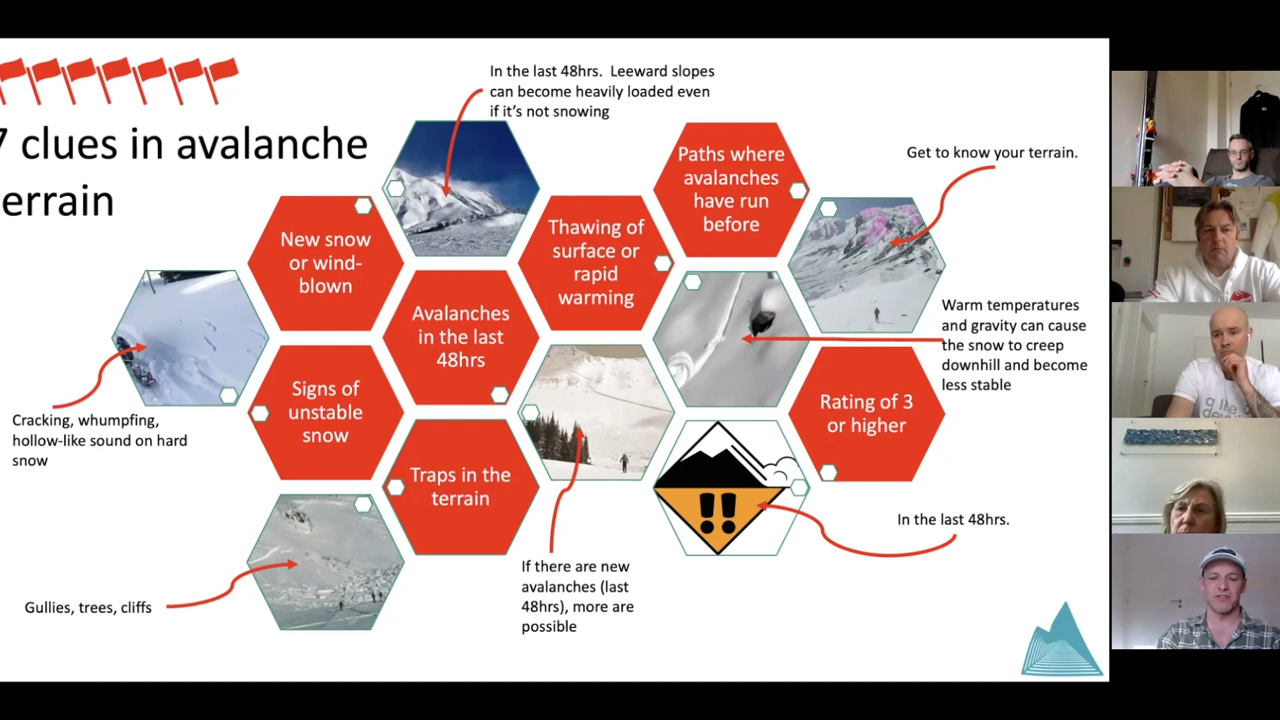 7 clues in avalanche
terrain
In the last 48hrs.  Leeward slopes
can become heavily loaded even
if it's not snowing
Paths where
avalanches
have run
before
Get to know your terrain.
New snow
or wind-
blown
Thawing of
surface or
rapid
warming
Avalanches
in the last
48hrs
Warm temperatures
and gravity can cause
the snow to creep
downhill and become
less stable
Signs of
unstable
snow
Rating of 3
or higher
Cracking, whumpfing,
hollow-like sound on hard
snow
Traps in the
terrain
!!
In the last 48hrs.
If there are new
avalanches (last
48hrs), more are
possible
Gullies, trees, cliffs